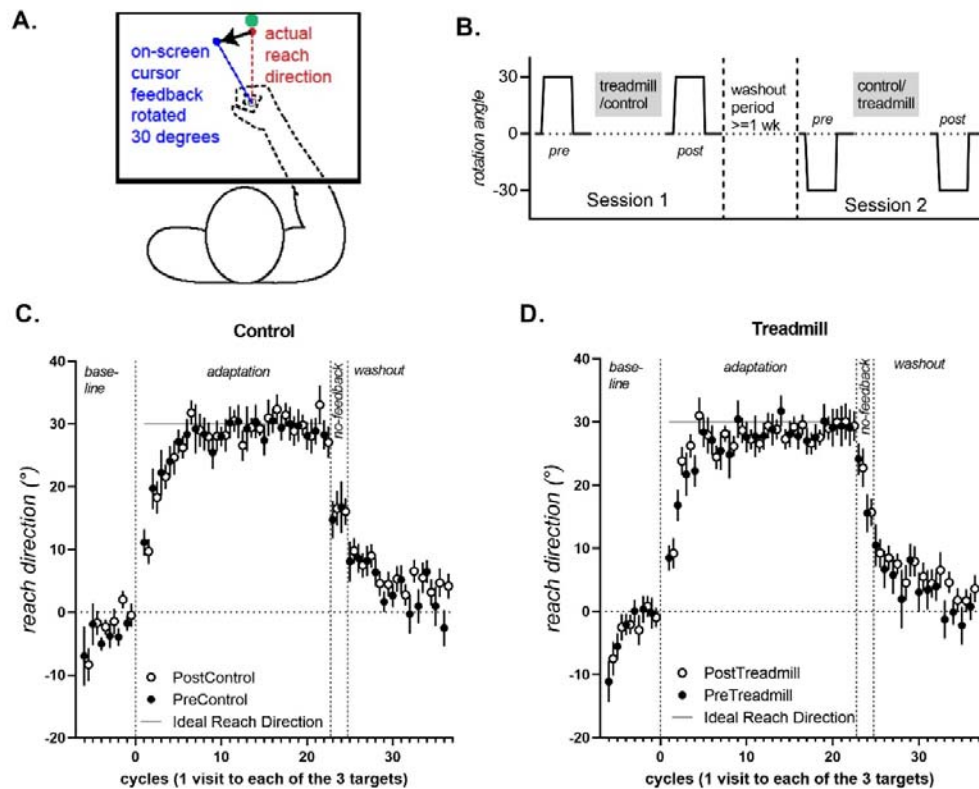 A.
on-screen
cursor
feedback
rotated
30 degrees
actual
reach
direction
B.
rotation angle
30
0
-30
pre
treadmill
/control
post
washout
period
>=1 wk
pre
control/
treadmill
post
Session 1
Session 2
C.
Control
reach direction (°)
40
30
20
10
0
-10
-20
base-
line
adaptation
no-feedback
washout
PostControl
PreControl
Ideal Reach Direction
0
10
20
30
cycles (1 visit to each of the 3 targets)
D.
Treadmill
reach direction (°)
40
30
20
10
0
-10
-20
base-
line
adaptation
no-feedback
washout
PostTreadmill
PreTreadmill
Ideal Reach Direction
0
10
20
30
cycles (1 visit to each of the 3 targets)